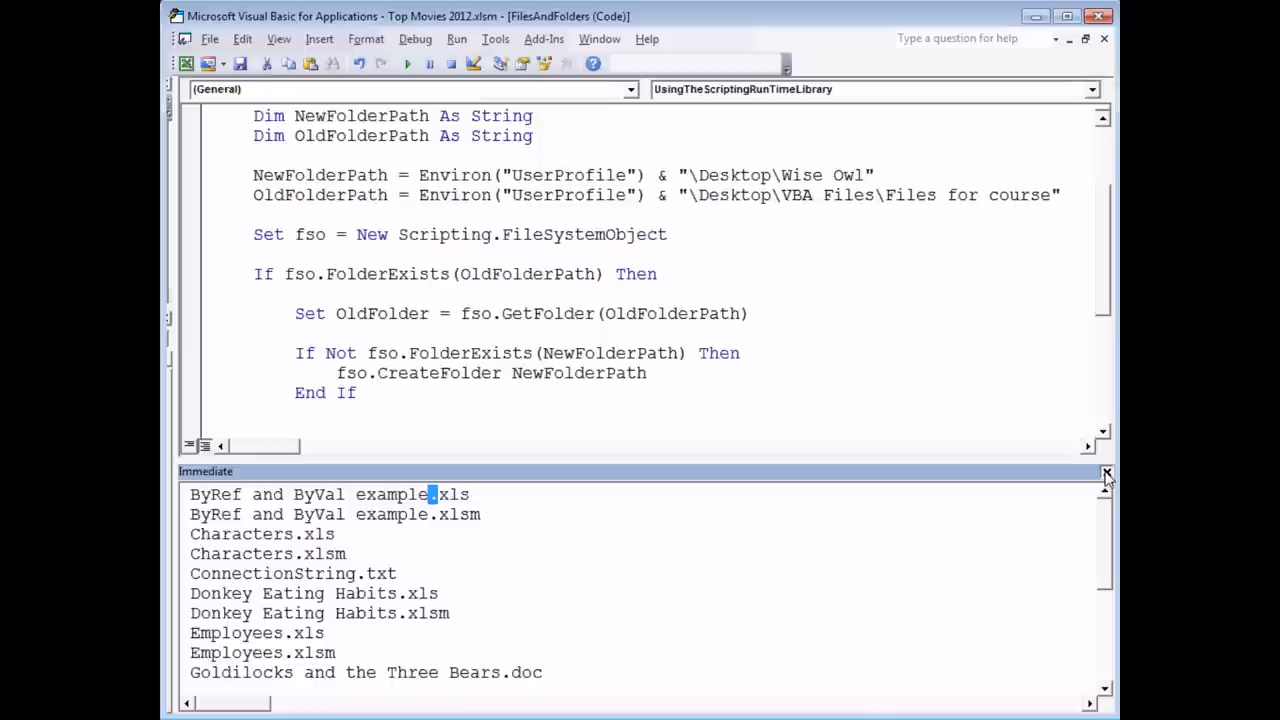 Microsoft Visual Basic for Applications - Top Movies 2012.xlsm - [FilesAndFolders (Code)]
File Edit View Insert Format Debug Run Tools Add-Ins Window Help Type a question for help
(General) UsingTheScriptingRunTimeLibrary
Dim NewFolderPath As String
Dim OldFolderPath As String
NewFolderPath = Environ("UserProfile") & "\Desktop\Wise Owl"
OldFolderPath = Environ("UserProfile") & "\Desktop\VBA Files\Files for course"
Set fso = New Scripting.FileSystemObject
If fso.FolderExists(OldFolderPath) Then
Set OldFolder = fso.GetFolder(OldFolderPath)
If Not fso.FolderExists(NewFolderPath) Then
fso.CreateFolder NewFolderPath
End If
Immediate
ByRef and ByVal example.xls
ByRef and ByVal example.xlsm
Characters.xls
Characters.xlsm
ConnectionString.txt
Donkey Eating Habits.xls
Donkey Eating Habits.xlsm
Employees.xls
Employees.xlsm
Goldilocks and the Three Bears.doc